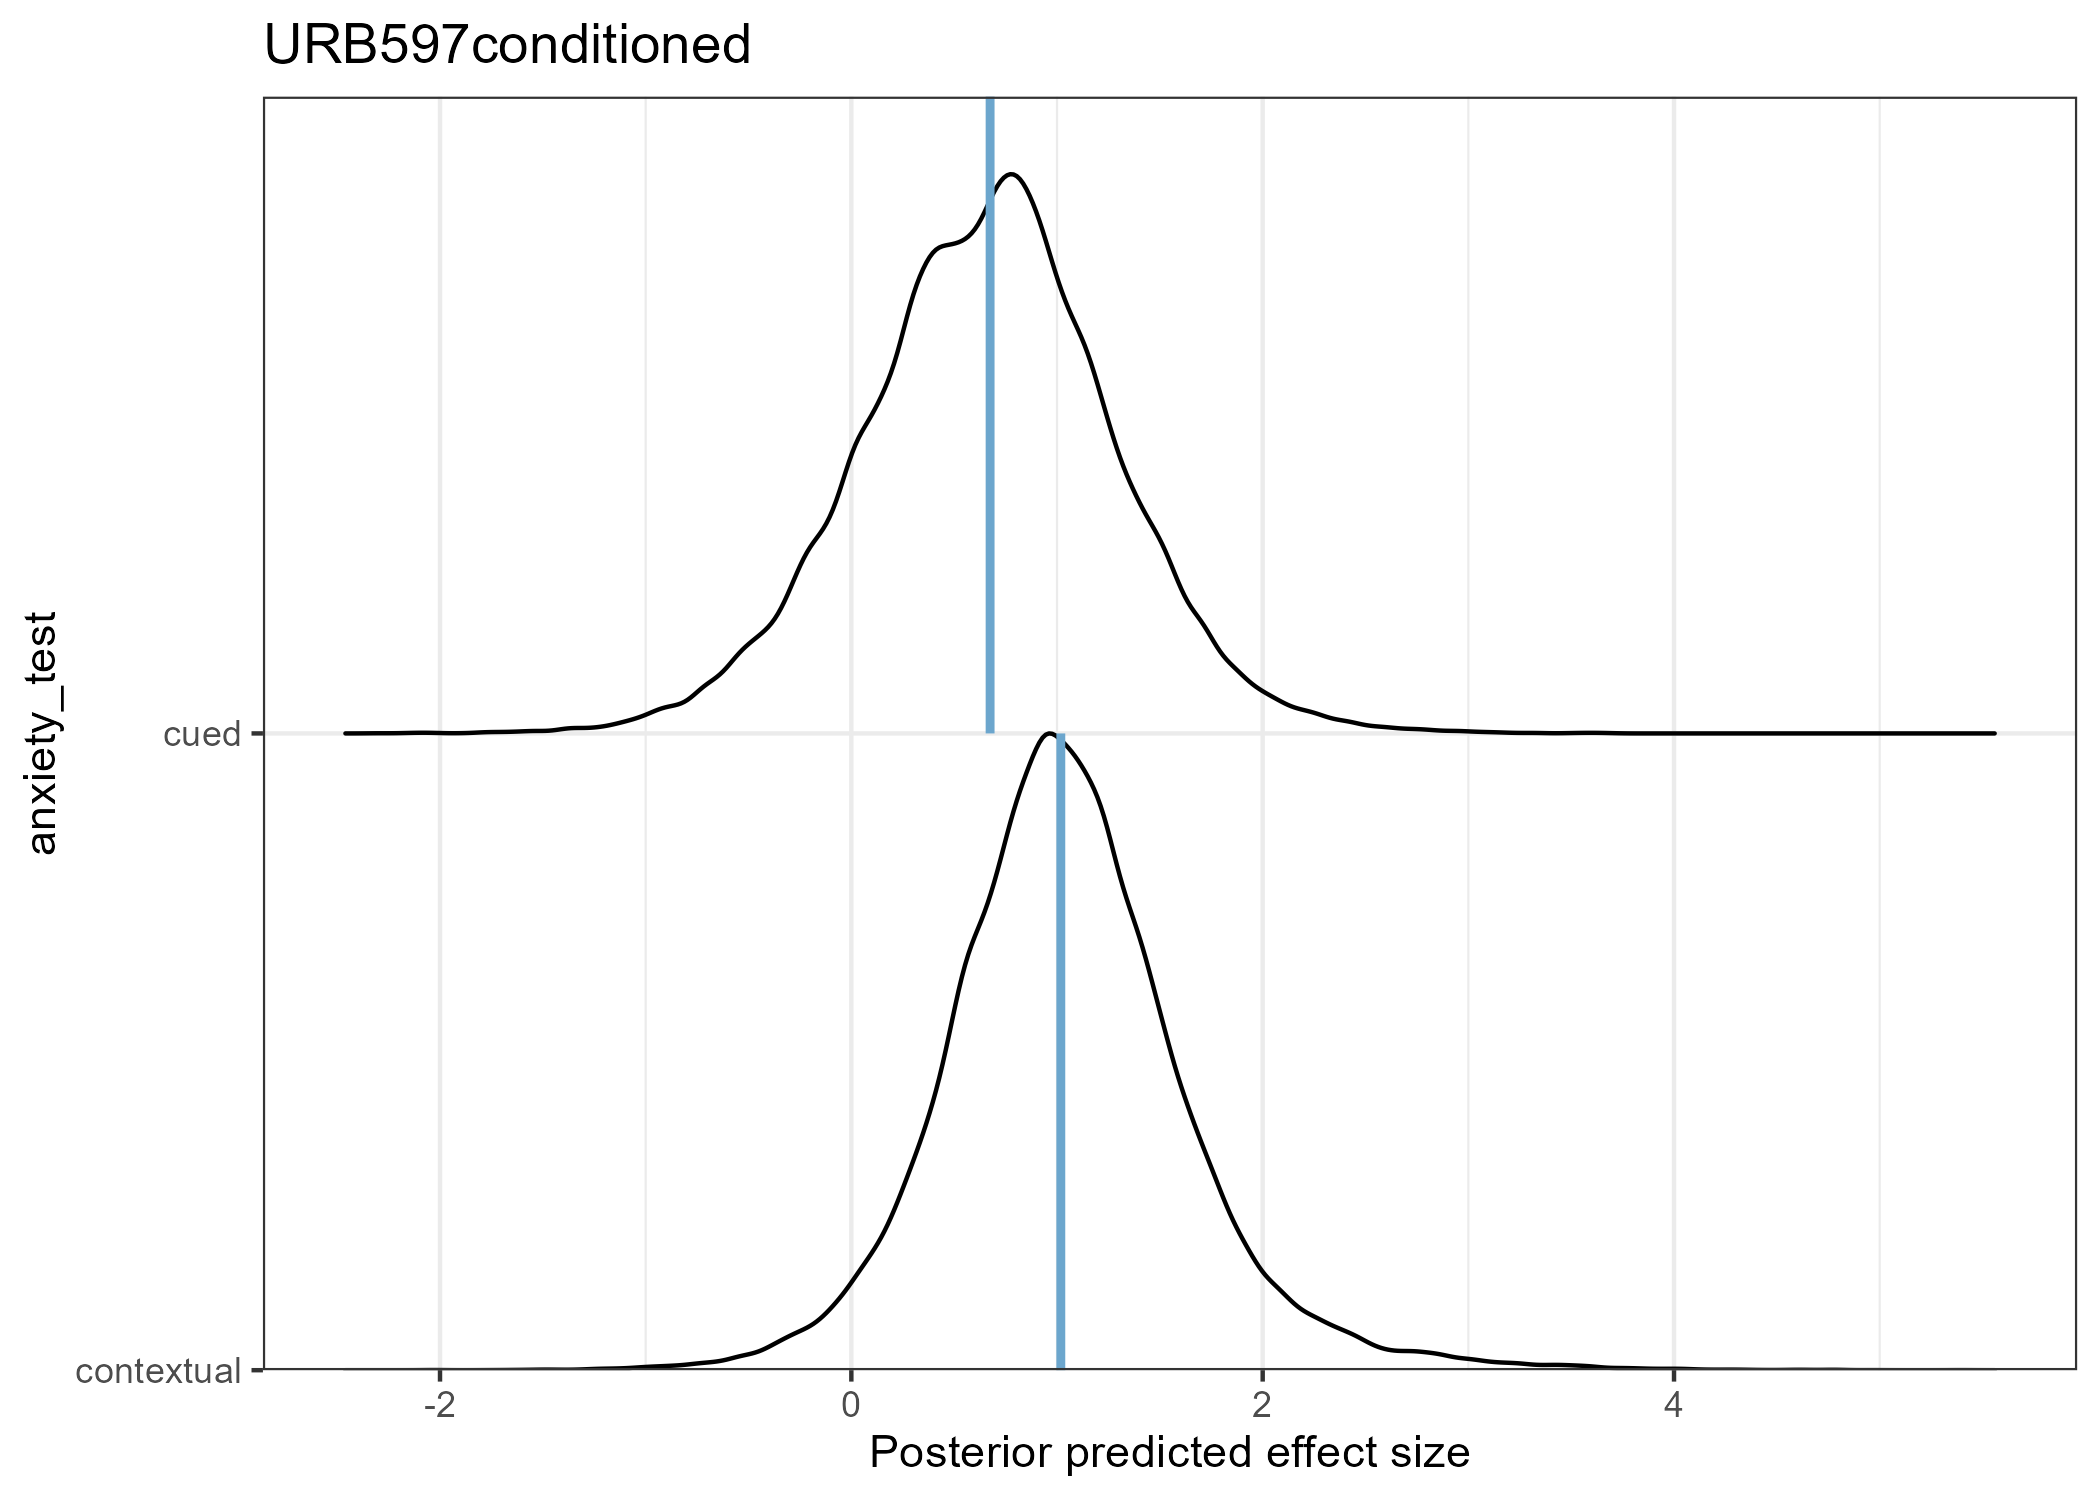 URB597conditioned
anxiety_test
cued
contextual
-2
0
2
4
Posterior predicted effect size